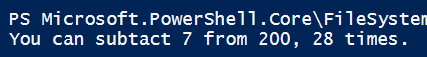 PS Microsoft.PowerShell.Core\FileSystem
You can subtact 7 from 200, 28 times.